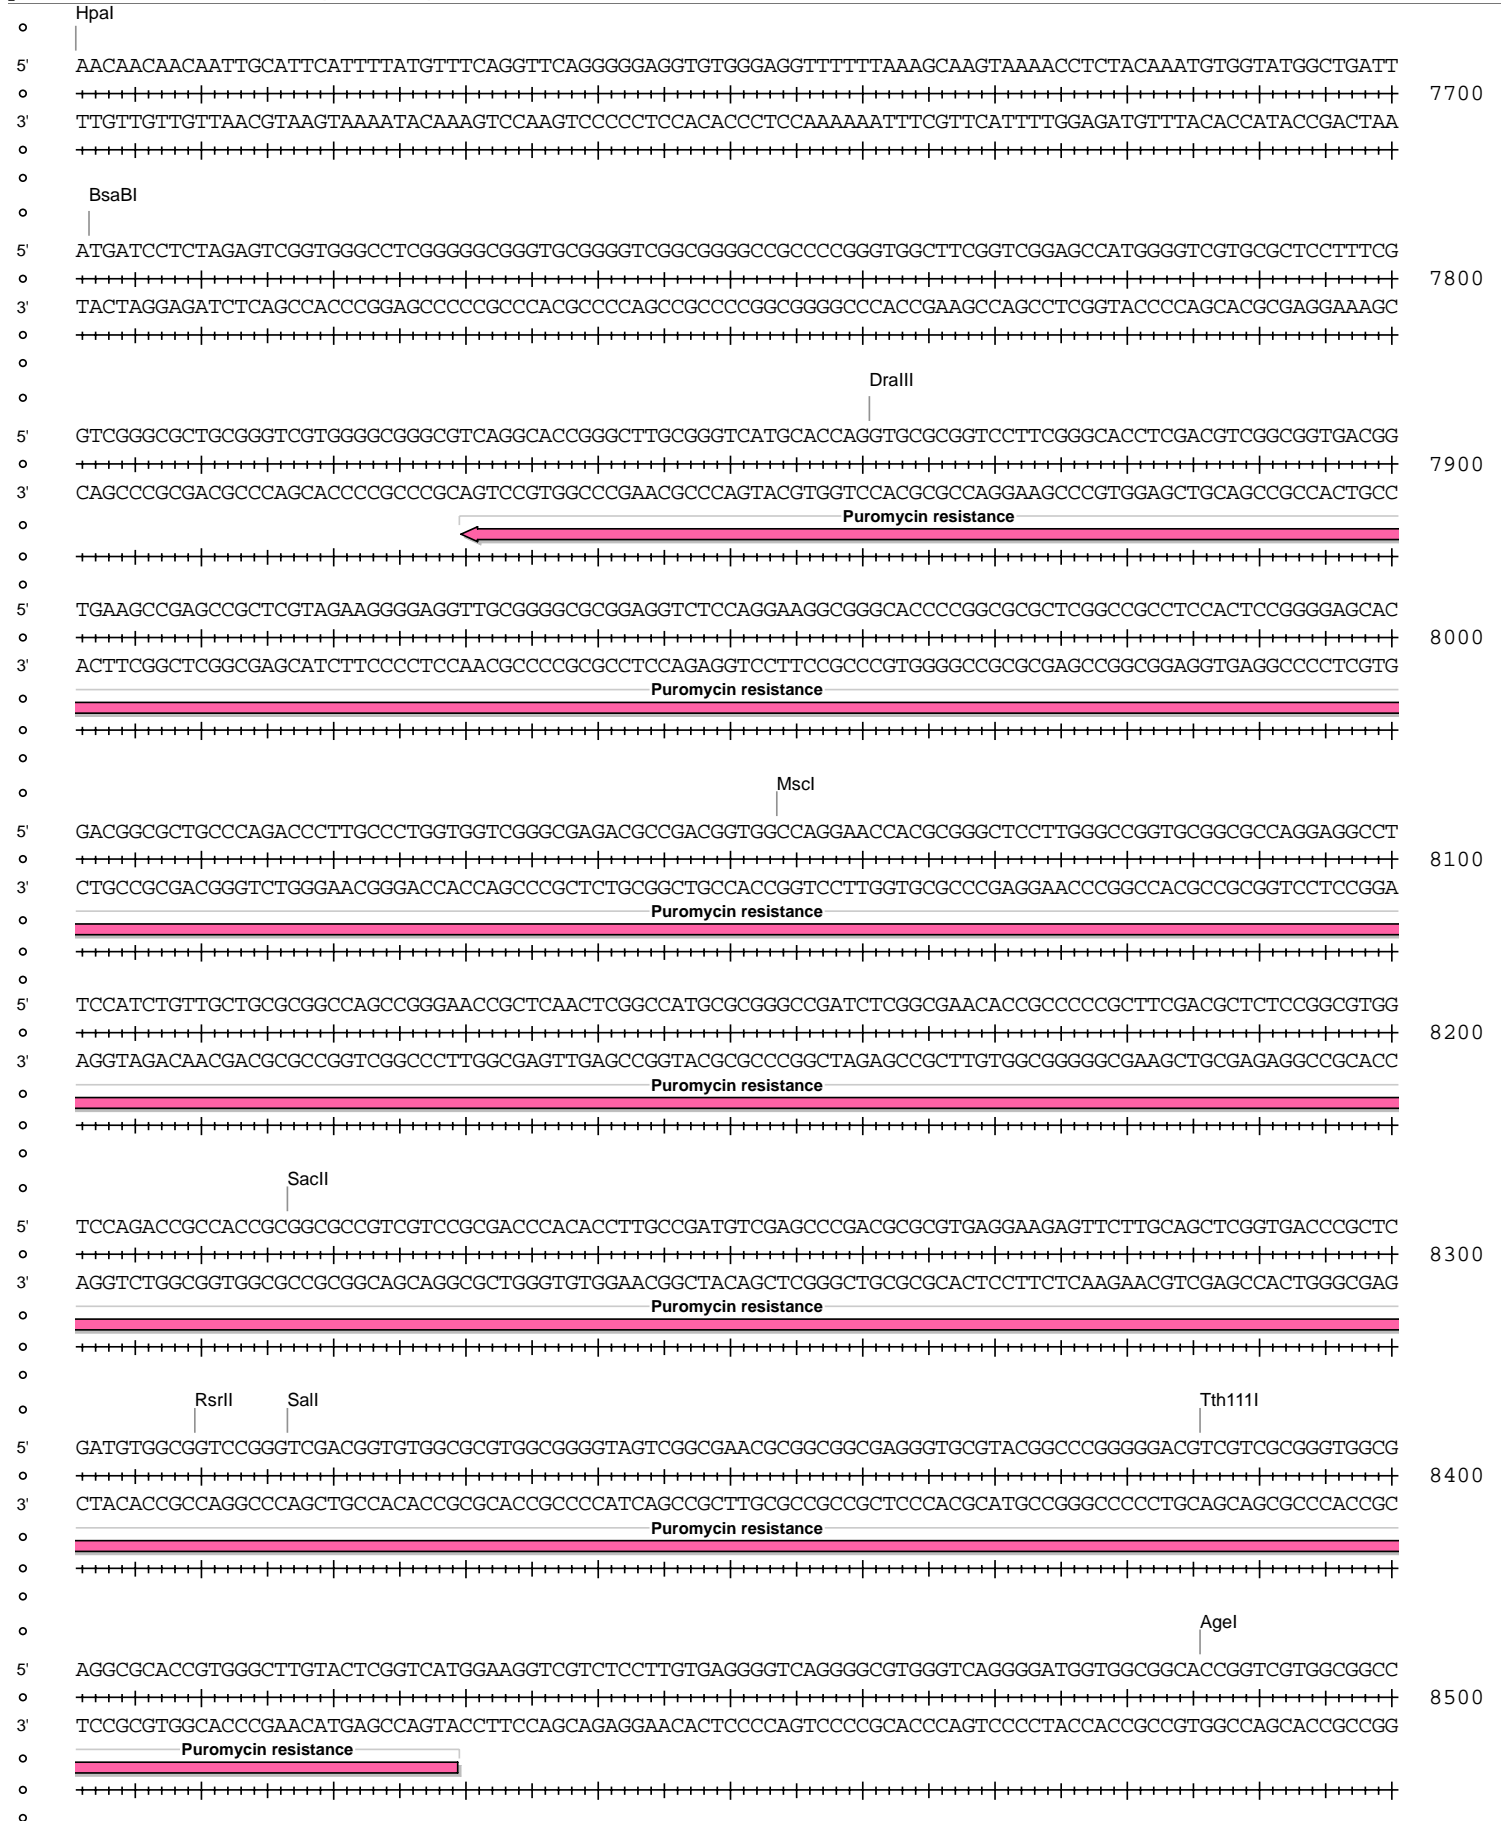 HpaI
5' AACAACAACAATTGCATTCATTTTATGTTTCAGGTTCAGGGGGAGGTGTGGGAGGTTTTTTAAAGCAAGTAAAACCTCTACAAATGTGGTATGGCTGATT
7700
3' TTGTTGTTGTTAACGTAAGTAAAATACAAAGTCCAAGTCCCCCTCCACACCCTCCAAAAAATTTCGTTCATTTTGGAGATGTTTACACCATACCGACTAA
BsaBI
5' ATGATCCTCTAGAGTCGGTGGGCCTCGGGGGCGGGTGCGGGGTCGGCGGGGCCGCCCCGGGTGGCTTCGGTCGGAGCCATGGGGTCGTGCGCTCCTTTCG
7800
3' TACTAGGAGATCTCAGCCACCCGGAGCCCCCGCCCACGCCCCAGCCGCCCCGGCGGGGCCCACCGAAGCCAGCCTCGGTACCCCAGCACGCGAGGAAAGC
DraIII
5' GTCGGGCGCTGCGGGTCGTGGGGCGGGCGTCAGGCACCGGGCTTGCGGGTCATGCACCAGGTGCGCGGTCCTTCGGGCACCTCGACGTCGGCGGTGACGG
7900
3' CAGCCCGCGACGCCCAGCACCCCGCCCGCAGTCCGTGGCCCGAACGCCCAGTACGTGGTCCACGCGCCAGGAAGCCCGTGGAGCTGCAGCCGCCACTGCC
Puromycin resistance
5' TGAAGCCGAGCCGCTCGTAGAAGGGGAGGTTGCGGGGCGCGGAGGTCTCCAGGAAGGCGGGCACCCCGGCGCGCTCGGCCGCCTCCACTCCGGGGAGCAC
8000
3' ACTTCGGCTCGGCGAGCATCTTCCCCTCCAACGCCCCGCGCCTCCAGAGGTCCTTCCGCCCGTGGGGCCGCGCGAGCCGGCGGAGGTGAGGCCCCTCGTG
Puromycin resistance
MscI
5' GACGGCGCTGCCCAGACCCTTGCCCTGGTGGTCGGGCGAGACGCCGACGGTGGCCAGGAACCACGCGGGCTCCTTGGGCCGGTGCGGCGCCAGGAGGCCT
8100
3' CTGCCGCGACGGGTCTGGGAACGGGACCACCAGCCCGCTCTGCGGCTGCCACCGGTCCTTGGTGCGCCCGAGGAACCCGGCCACGCCGCGGTCCTCCGGA
Puromycin resistance
5' TCCATCTGTTGCTGCGCGGCCAGCCGGGAACCGCTCAACTCGGCCATGCGCGGGCCGATCTCGGCGAACACCGCCCCCGCTTCGACGCTCTCCGGCGTGG
8200
3' AGGTAGACAACGACGCGCCGGTCGGCCCTTGGCGAGTTGAGCCGGTACGCGCCCGGCTAGAGCCGCTTGTGGCGGGGGCGAAGCTGCGAGAGGCCGCACC
Puromycin resistance
SacII
5' TCCAGACCGCCACCGCGGCGCCGTCGTCCGCGACCCACACCTTGCCGATGTCGAGCCCGACGCGCGTGAGGAAGAGTTCTTGCAGCTCGGTGACCCGCTC
8300
3' AGGTCTGGCGGTGGCGCCGCGGCAGCAGGCGCTGGGTGTGGAACGGCTACAGCTCGGGCTGCGCGCACTCCTTCTCAAGAACGTCGAGCCACTGGGCGAG
Puromycin resistance
RsrII SalI Tth111I
5' GATGTGGCGGTCCGGGTCGACGGTGTGGCGCGTGGCGGGGTAGTCGGCGAACGCGGCGGCGAGGGTGCGTACGGCCCGGGGGACGTCGTCGCGGGTGGCG
8400
3' CTACACCGCCAGGCCCAGCTGCCACACCGCGCACCGCCCCATCAGCCGCTTGCGCCGCCGCTCCCACGCATGCCGGGCCCCCTGCAGCAGCGCCCACCGC
Puromycin resistance
AgeI
5' AGGCGCACCGTGGGCTTGTACTCGGTCATGGAAGGTCGTCTCCTTGTGAGGGGTCAGGGGCGTGGGTCAGGGGATGGTGGCGGCACCGGTCGTGGCGGCC
8500
3' TCCGCGTGGCACCCGAACATGAGCCAGTACCTTCCAGCAGAGGAACACTCCCCAGTCCCCGCACCCAGTCCCCTACCACCGCCGTGGCCAGCACCGCCGG
Puromycin resistance